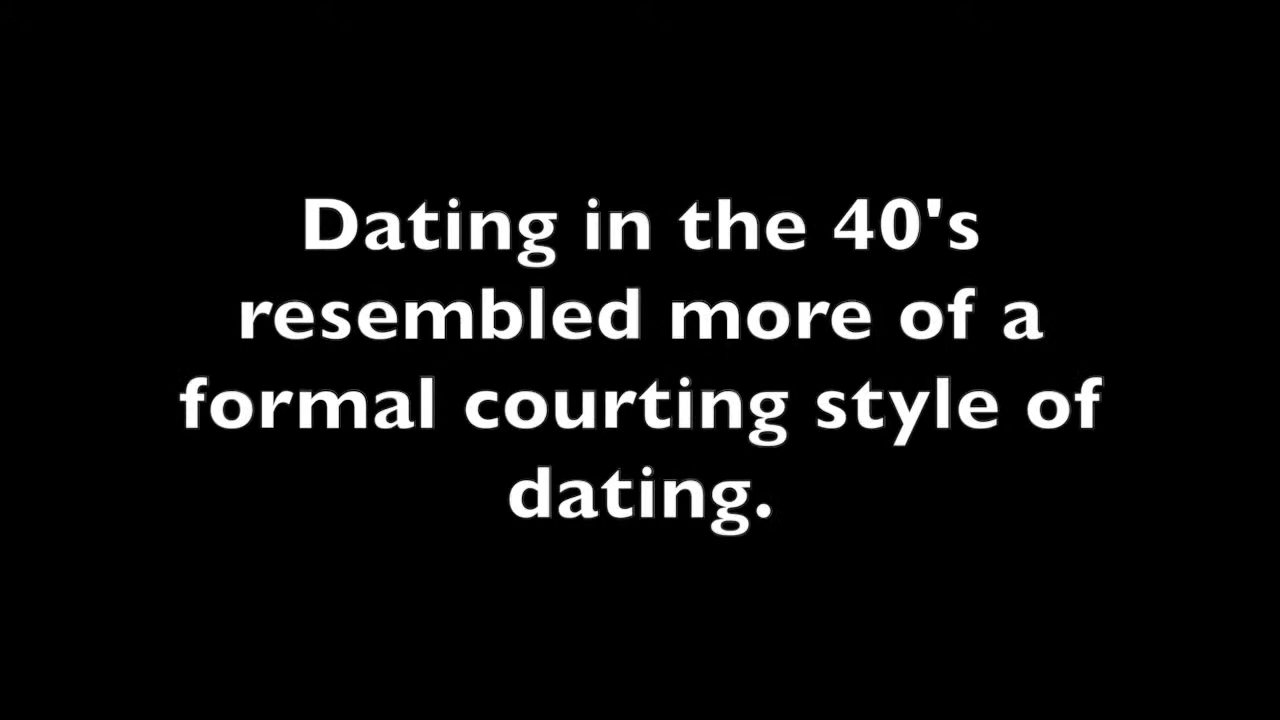 Dating in the 40's
resembled more of a
formal courting style of
dating.